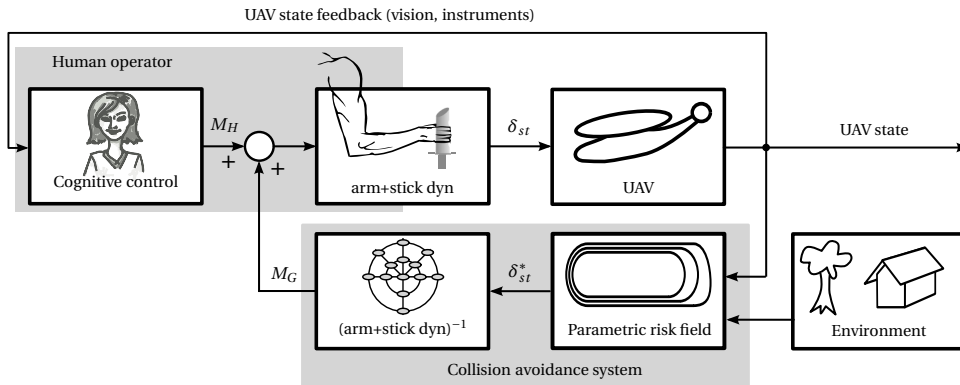 UAV state feedback (vision, instruments)
Human operator
M_H
+
+
δ_st
UAV state
Cognitive control
arm+stick dyn
UAV
M_G
δ*_st
(arm+stick dyn)⁻¹
Parametric risk field
Environment
Collision avoidance system